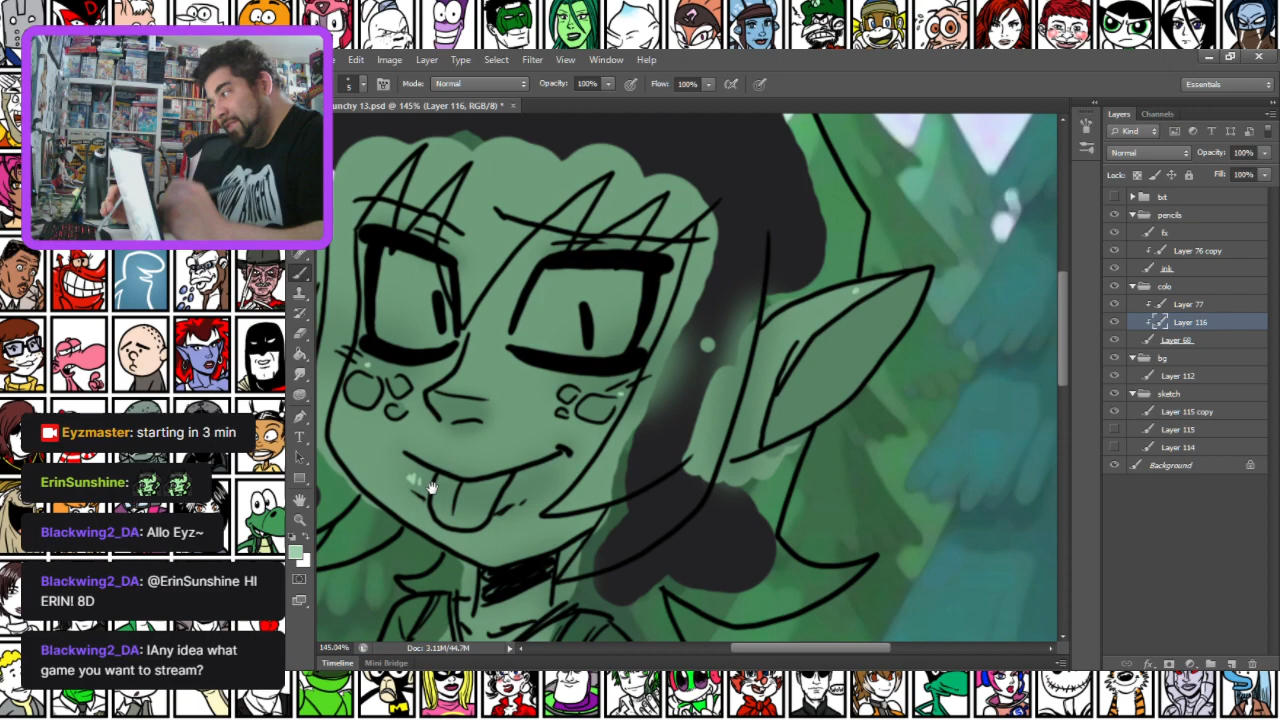 Edit Image Layer Type Select Filter View Window Help
5 Mode: Normal Opacity: 100% Flow: 100% Essentials
unchy 13.psd @ 145% (Layer 116, RGB/8) * ×
Layers Channels
Kind
Normal Opacity: 100%
Lock: Fill: 100%
txt
pencils
fx
Layer 76 copy
ink
colo
Layer 77
Layer 116
Layer 68
bg
Layer 112
sketch
Layer 115 copy
Layer 115
Layer 114
Background
Eyzmaster: starting in 3 min
ErinSunshine:
Blackwing2_DA: Allo Eyz~
Blackwing2_DA: @ErinSunshine HI
ERIN! 8D
Blackwing2_DA: lAny idea what
game you want to stream?
145.04% Doc: 3.11M/44.7M
Timeline Mini Bridge